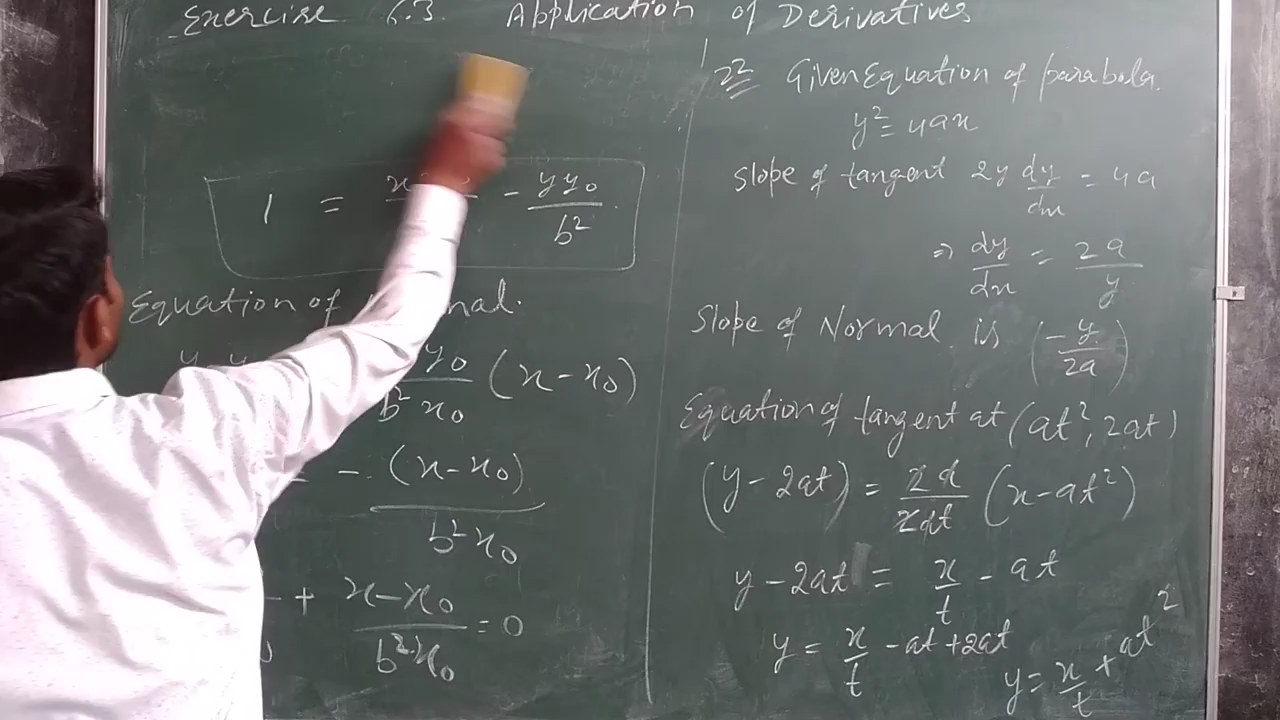 Exercise 6.3 Application of Derivatives
1 = - yy₀/b²
Equation of
y₀/b²x₀ (x-x₀)
- (x-x₀)/b²x₀
+ x-x₀/b²x₀ = 0
22 Given Equation of parabola.
y² = 4ax
Slope of tangent 2y dy/dx = 4a
⇒ dy/dx = 2a/y
Slope of Normal is (-y/2a)
Equation of tangent at (at², 2at)
(y-2at) = 2a/2at (x-at²)
y-2at = x/t - at
y = x/t - at+2at
y = x/t + at²